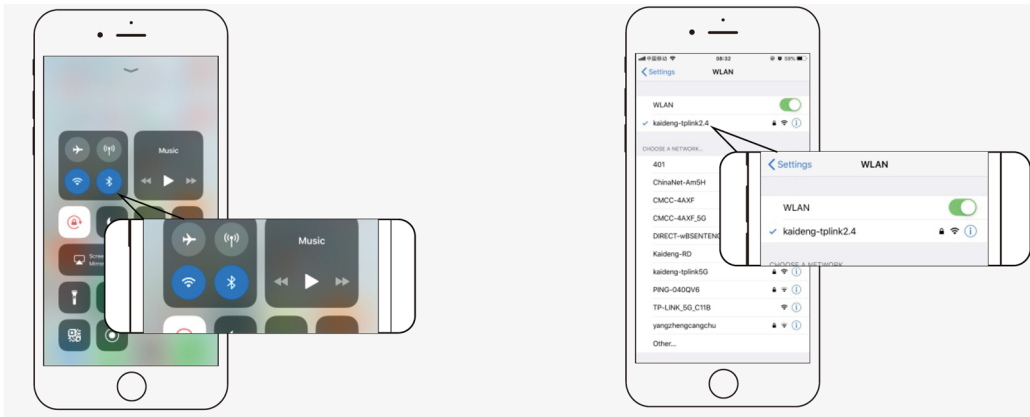 Music
Scree
Mirro
Music
中国移动
08:32
59%
Settings
WLAN
WLAN
kaideng-tplink2.4
CHOOSE A NETWORK...
401
ChinaNet-Am5H
CMCC-4AXF
CMCC-4AXF_5G
DIRECT-wBSENTENC
Kaideng-RD
kaideng-tplink5G
PING-040QV6
TP-LINK_5G_C11B
yangzhengcangchu
Other...
Settings
WLAN
WLAN
kaideng-tplink2.4
CHOOSE A NETWORK